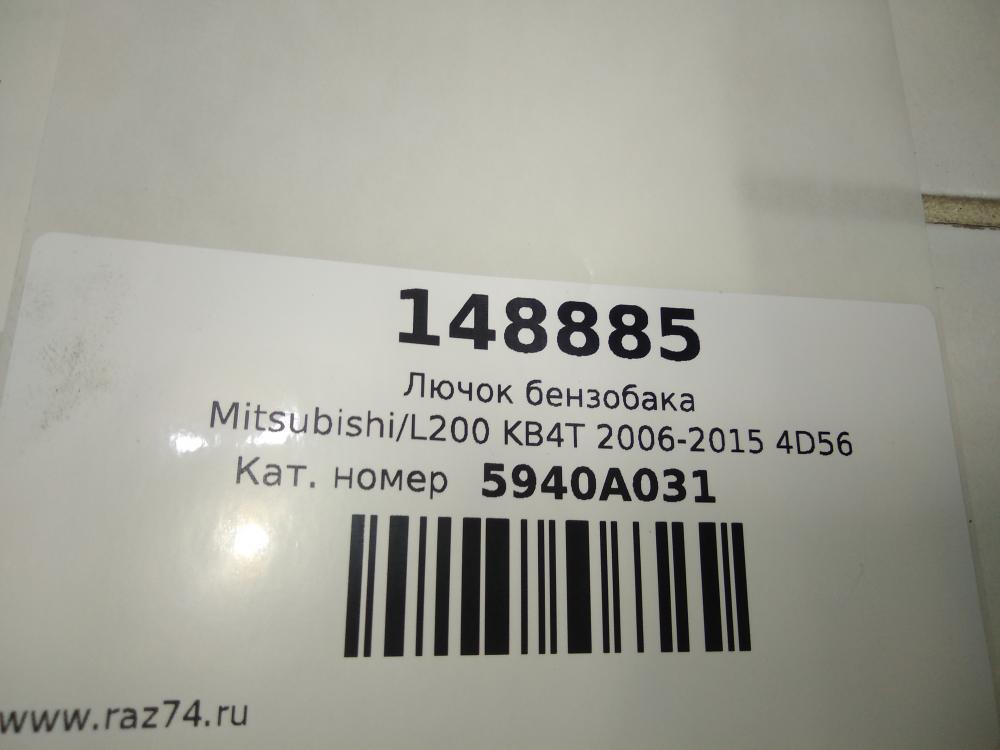 148885
Лючок бензобака
Mitsubishi/L200 KB4T 2006-2015 4D56
Кат. номер 5940A031
www.raz74.ru